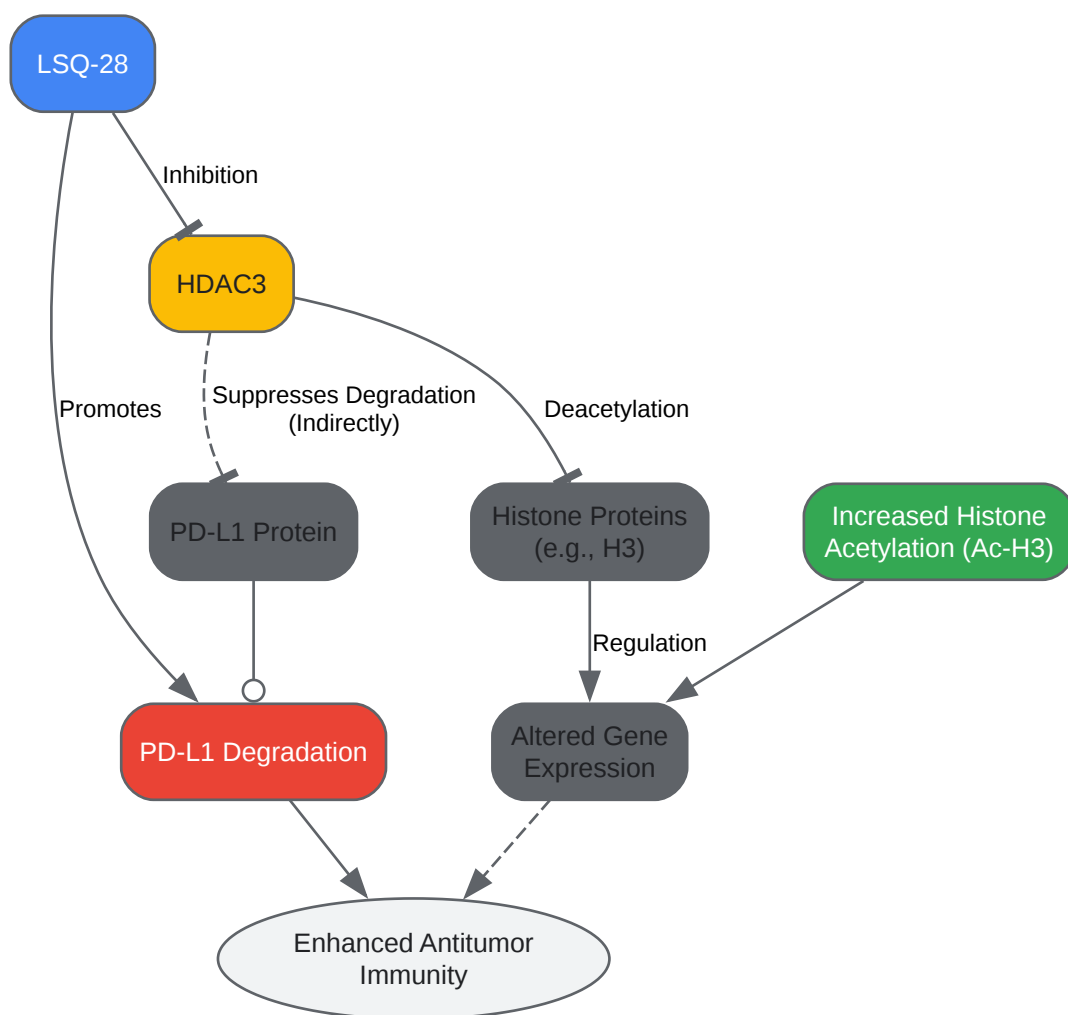 LSQ-28
Inhibition
HDAC3
Promotes
Suppresses Degradation
(Indirectly)
Deacetylation
PD-L1 Protein
Histone Proteins
(e.g., H3)
Increased Histone
Acetylation (Ac-H3)
Regulation
PD-L1 Degradation
Altered Gene
Expression
Enhanced Antitumor
Immunity